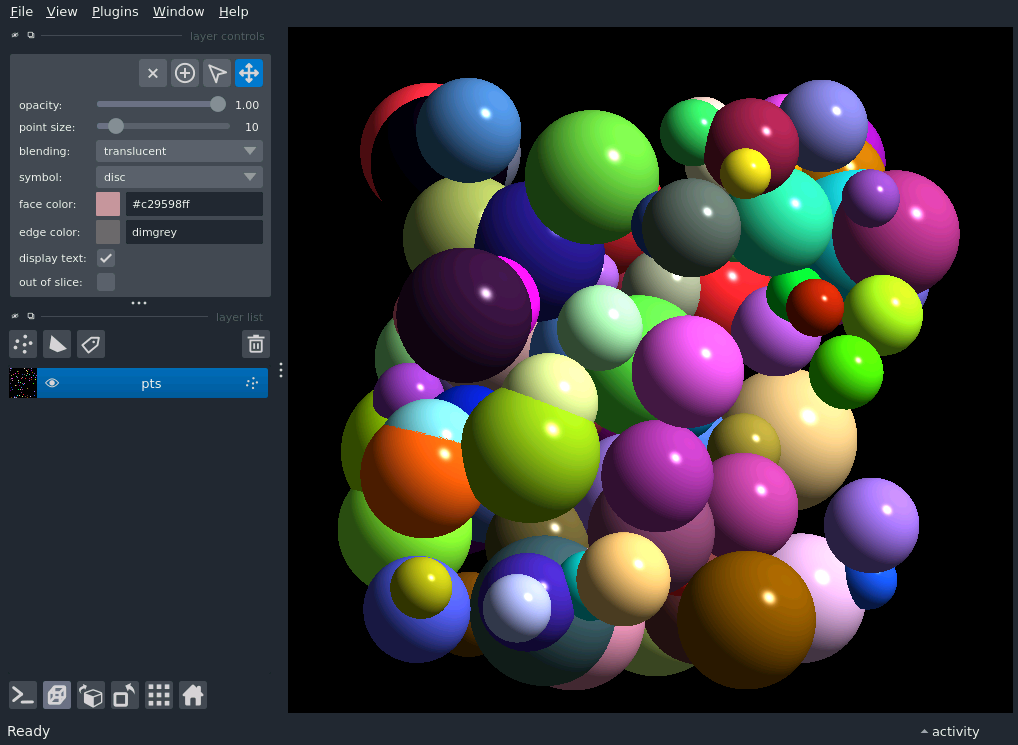 File View Plugins Window Help
layer controls
opacity: 1.00
point size: 10
blending: translucent
symbol: disc
face color: #c29598ff
edge color: dimgrey
display text:
out of slice:
layer list
pts
Ready activity